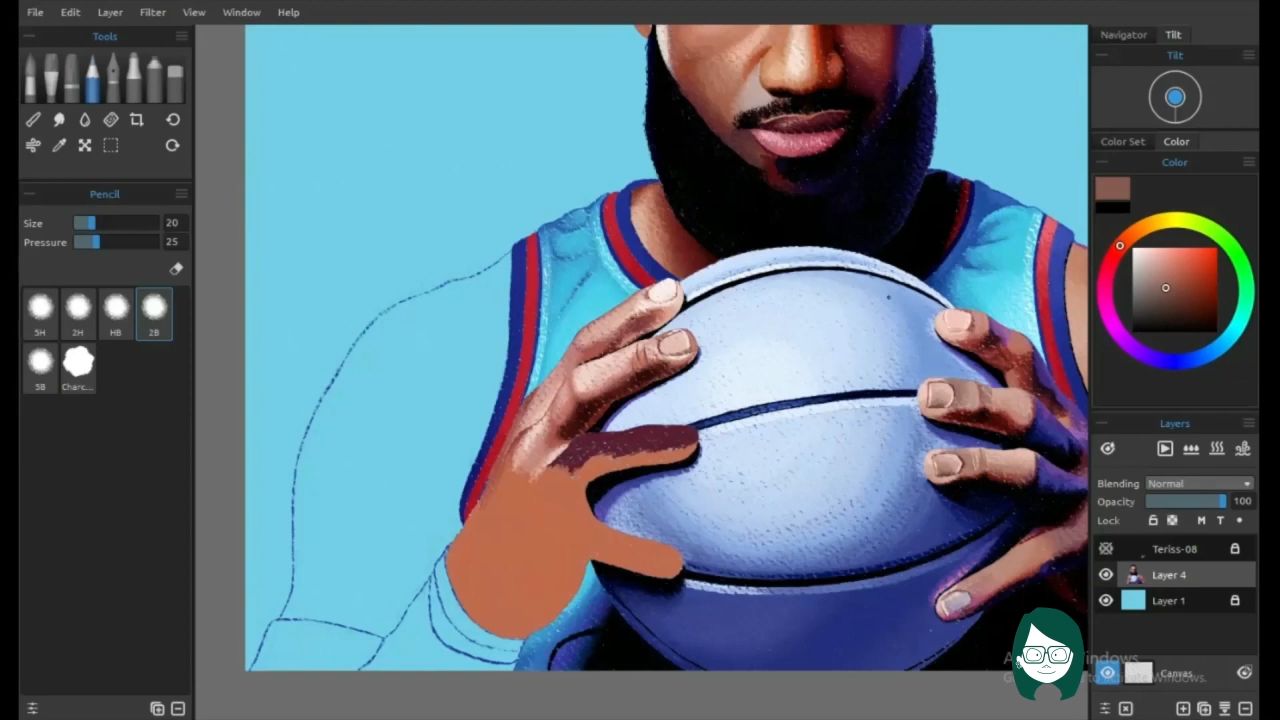 File Edit Layer Filter View Window Help
Tools
Navigator Tilt
Tilt
Color Set Color
Color
Pencil
Size 20
Pressure 25
5H 2H HB 2B
5B Charc...
Layers
Blending Normal
Opacity 100
Lock M T
Teriss-08
Layer 4
Layer 1
Canvas